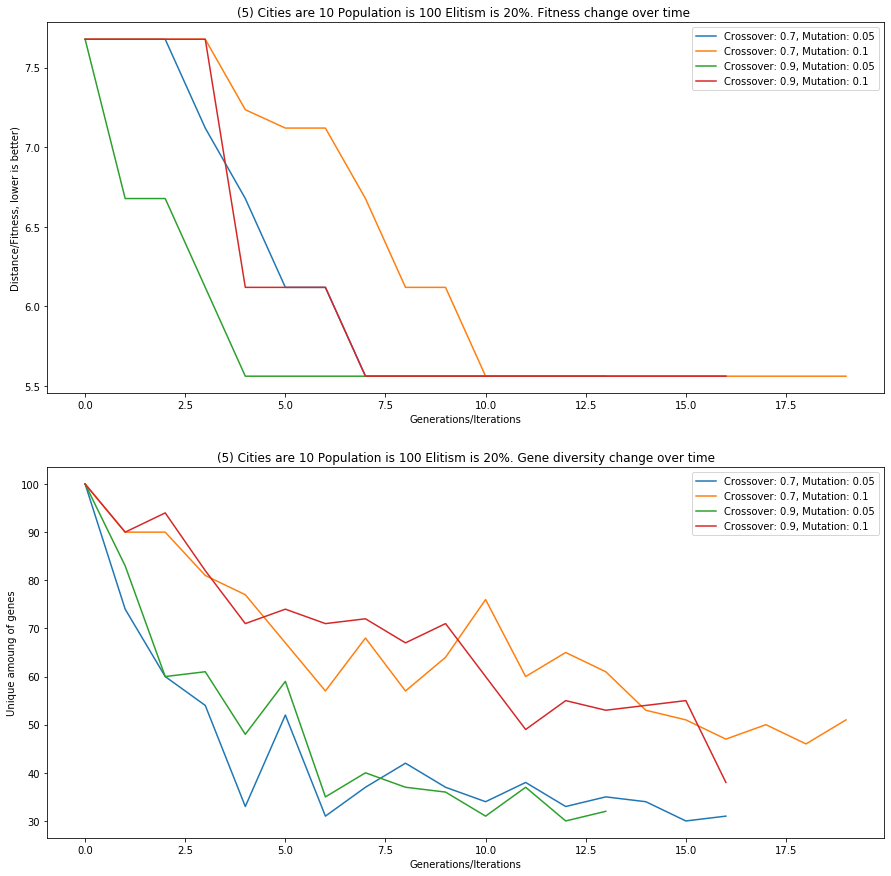 (5) Cities are 10 Population is 100 Elitism is 20%. Fitness change over time
Crossover: 0.7, Mutation: 0.05
Crossover: 0.7, Mutation: 0.1
Crossover: 0.9, Mutation: 0.05
Crossover: 0.9, Mutation: 0.1
Distance/Fitness, lower is better)
7.5
7.0
6.5
6.0
5.5
0.0 2.5 5.0 7.5 10.0 12.5 15.0 17.5
Generations/Iterations
(5) Cities are 10 Population is 100 Elitism is 20%. Gene diversity change over time
Crossover: 0.7, Mutation: 0.05
Crossover: 0.7, Mutation: 0.1
Crossover: 0.9, Mutation: 0.05
Crossover: 0.9, Mutation: 0.1
Unique amoung of genes
100
90
80
70
60
50
40
30
0.0 2.5 5.0 7.5 10.0 12.5 15.0 17.5
Generations/Iterations